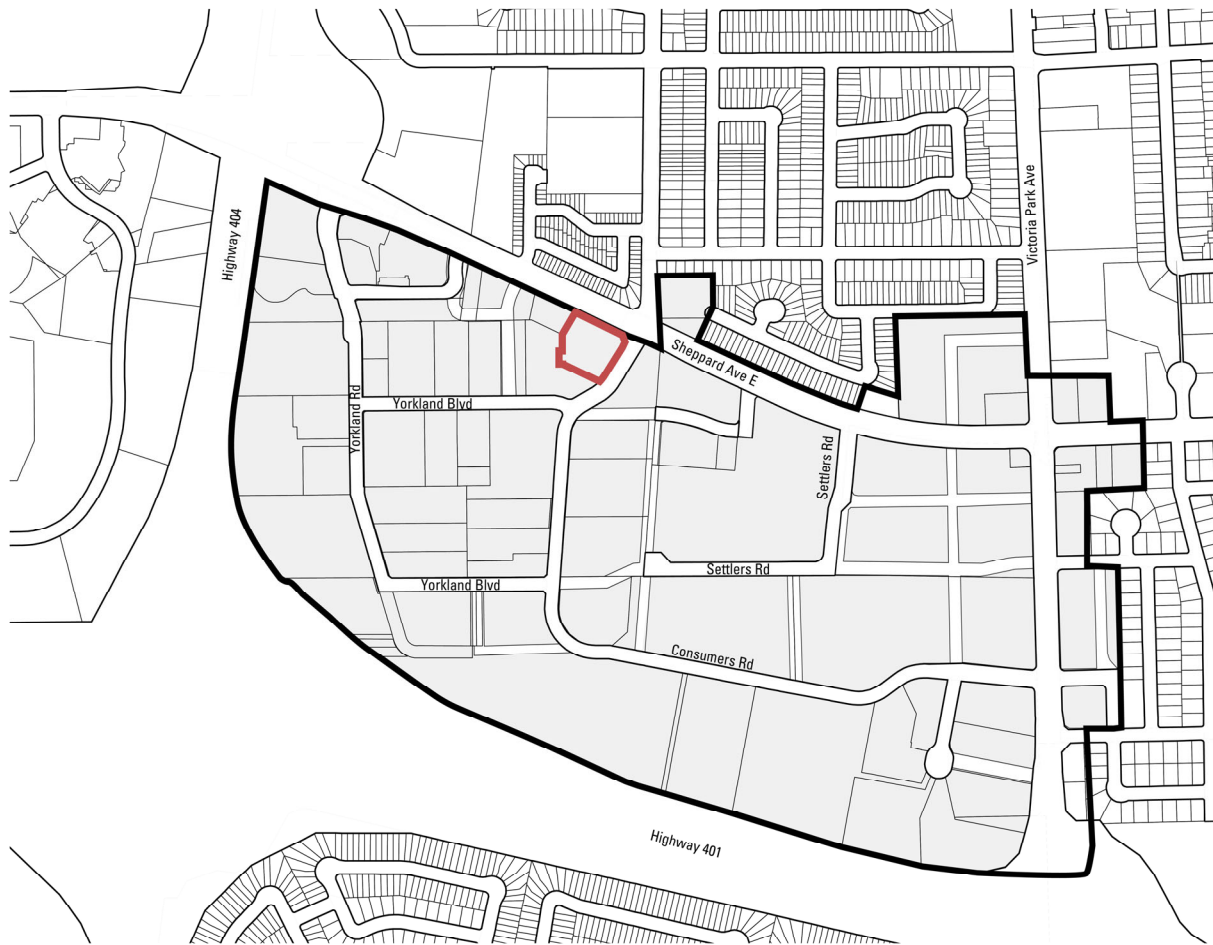 Highway 404
Victoria Park Ave
Sheppard Ave E
Yorkland Blvd
Yorkland Rd
Settlers Rd
Settlers Rd
Yorkland Blvd
Consumers Rd
Highway 401